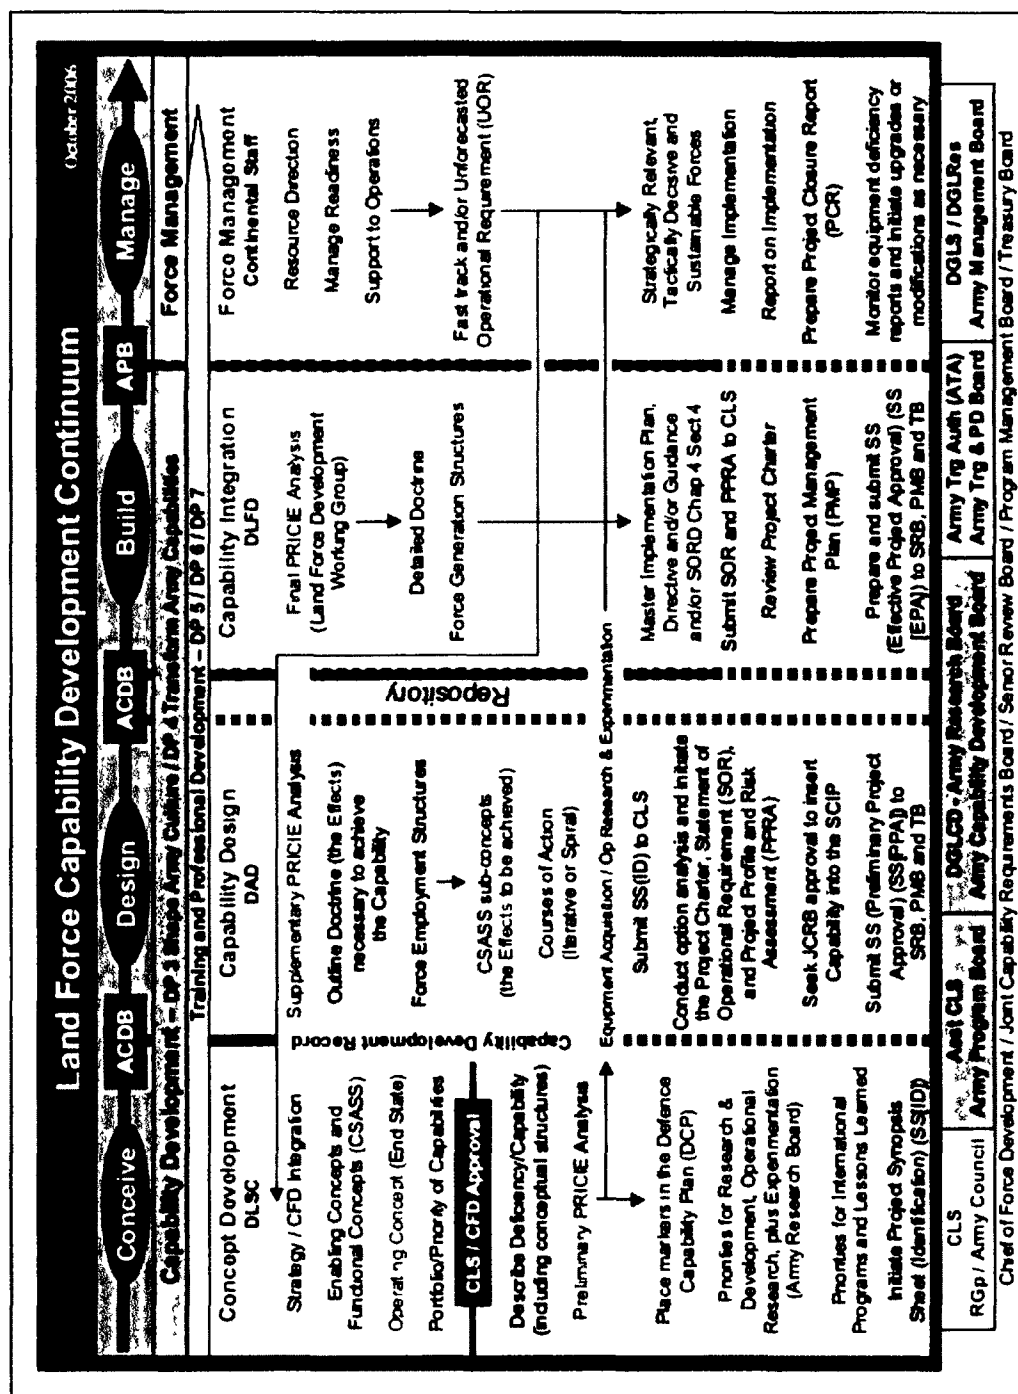 Land Force Capability Development Continuum
October 2006
Conceive
ACDB
Design
ACDB
Build
APB
Manage
Capability Development - DP 3 Shape Army Culture / DP 4 Transform Army Capabilities
Force Management
Training and Professional Development - DP 5 / DP 6 / DP 7
Concept Development
DLSC
Strategy / CFD Integration
Enabling Concepts and
Functional Concepts (CSASS)
Operating Concept (End State)
Portfolio/Priority of Capabilities
CLS / CFD Approval
Describe Deficiency/Capability
(including conceptual structures)
Preliminary PRICIE Analysis
Place markers in the Defence
Capability Plan (DCP)
Priorities for Research &
Development, Operational
Research, plus Experimentation
(Army Research Board)
Priorities for International
Programs and Lessons Learned
Initiate Project Synopsis
Sheet (Identification) (SS[ID])
Capability Development Record
Capability Design
DAD
Supplementary PRICIE Analysis
Outline Doctrine (the Effects
necessary to achieve
the Capability
Force Employment Structures
CSASS sub-concepts
(the Effects to be achieved)
Courses of Action
(Iterative or Spiral)
Equipment Acquisition / Op Research & Experimentation
Submit SS(ID) to CLS
Conduct option analysis and initiate
the Project Charter, Statement of
Operational Requirement (SOR),
and Project Profile and Risk
Assessment (PPRA)
Seek JCRB approval to insert
Capability into the SCIP
Submit SS (Preliminary Project
Approval) (SS[PPA]) to
SRB, PMB and TB
Repository
Capability Integration
DLFD
Final PRICIE Analysis
(Land Force Development
Working Group)
Detailed Doctrine
Force Generation Structures
Master Implementation Plan,
Directive and/or Guidance
and/or SORD Chap 4 Sect 4
Submit SOR and PPRA to CLS
Review Project Charter
Prepare Project Management
Plan (PMP)
Prepare and submit SS
(Effective Project Approval) (SS
[EPA]) to SRB, PMB and TB
Force Management
Continental Staff
Resource Direction
Manage Readiness
Support to Operations
Fast track and/or Unforecasted
Operational Requirement (UOR)
Strategically Relevant,
Tactically Decisive and
Sustainable Forces
Manage Implementation
Report on Implementation
Prepare Project Closure Report
(PCR)
Monitor equipment deficiency
reports and initiate upgrades or
modifications as necessary
CLS
RGp / Army Council
Asst CLS
Army Program Board
DGLCD - Army Research Board
Army Capability Development Board
Army Trg Auth (ATA)
Army Trg & PD Board
DGLS / DGLRes
Army Management Board
Chief of Force Development / Joint Capability Requirements Board / Senior Review Board / Program Management Board / Treasury Board